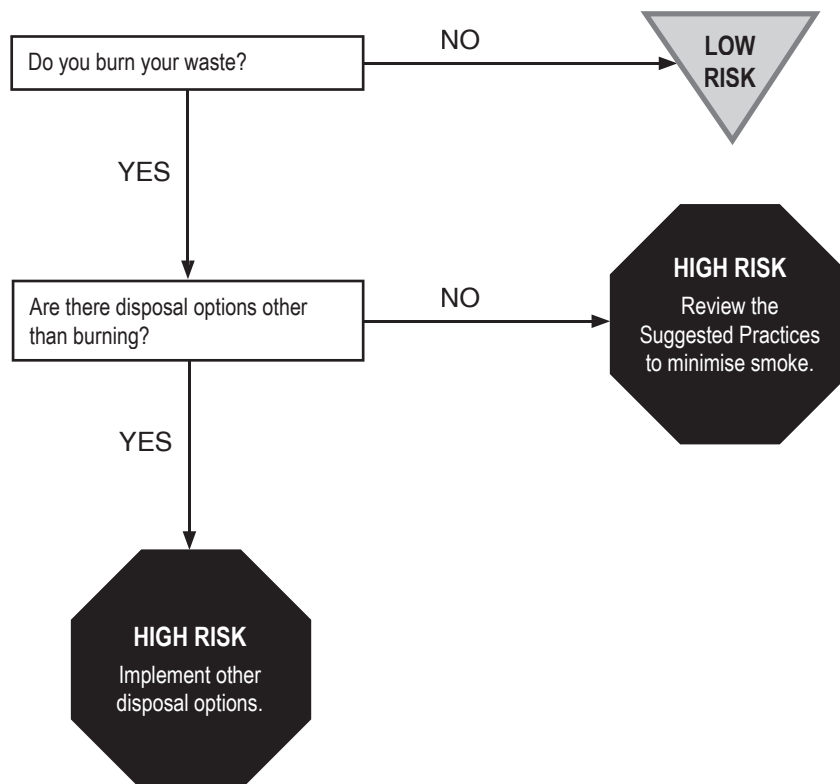 Do you burn your waste?
NO
LOW
RISK
YES
Are there disposal options other
than burning?
NO
HIGH RISK
Review the
Suggested Practices
to minimise smoke.
YES
HIGH RISK
Implement other
disposal options.